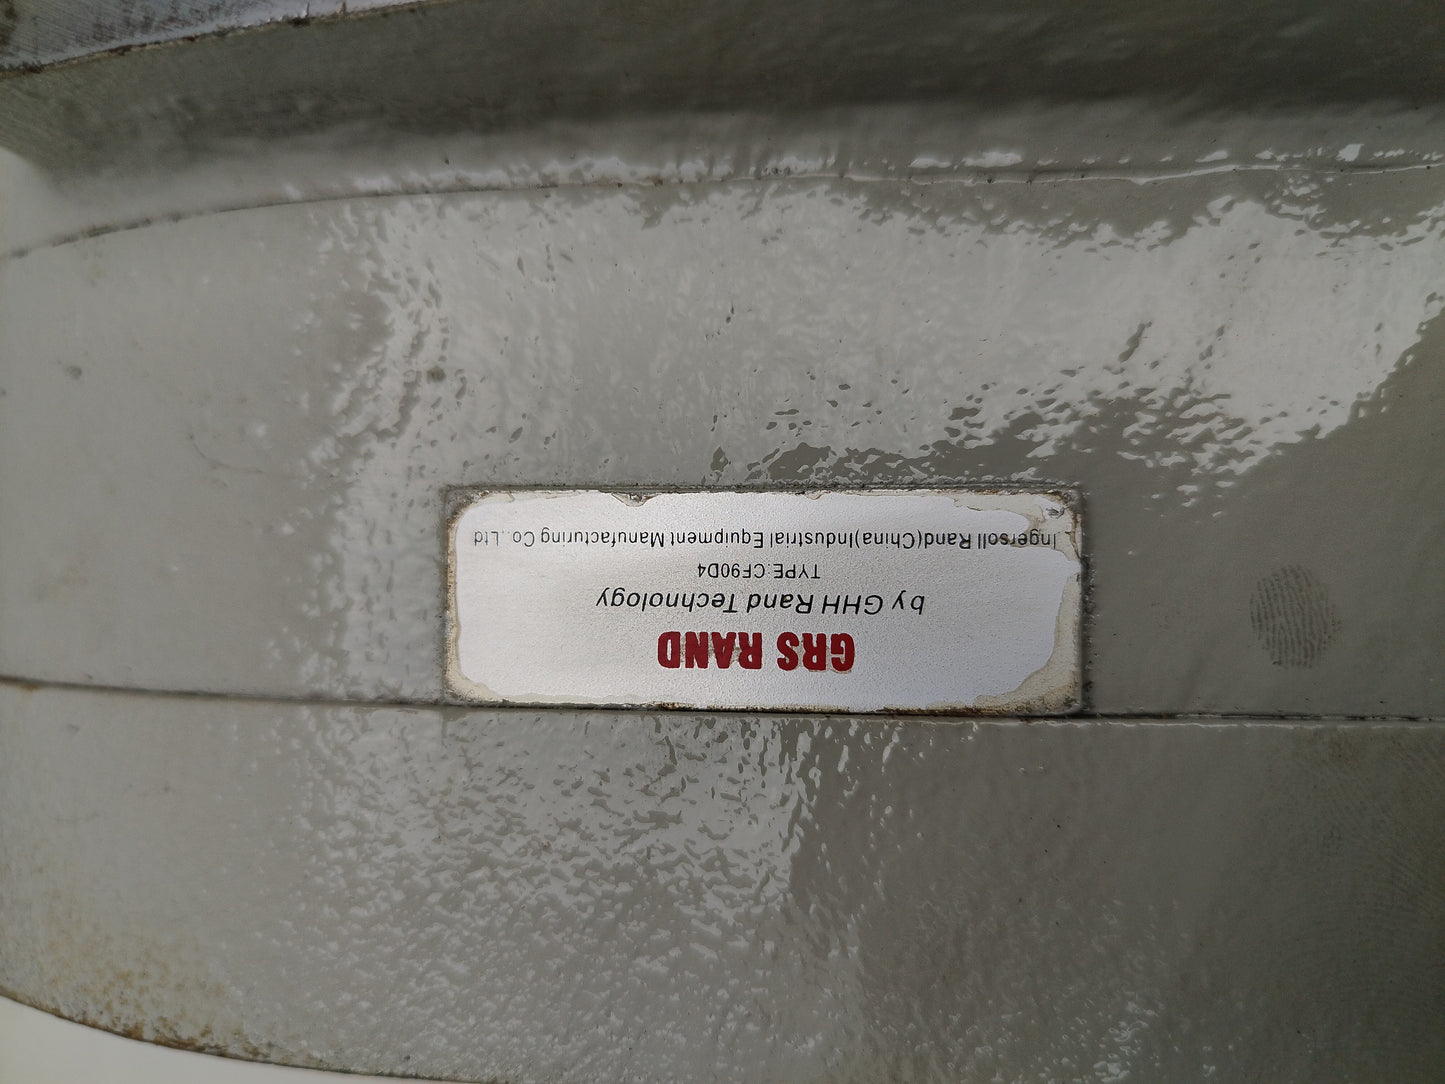 GRS RAND
by GHH Rand Technology
TYPE:CF90D4
Ingersoll Rand(China)Industrial Equipment Manufacturing Co.,Ltd